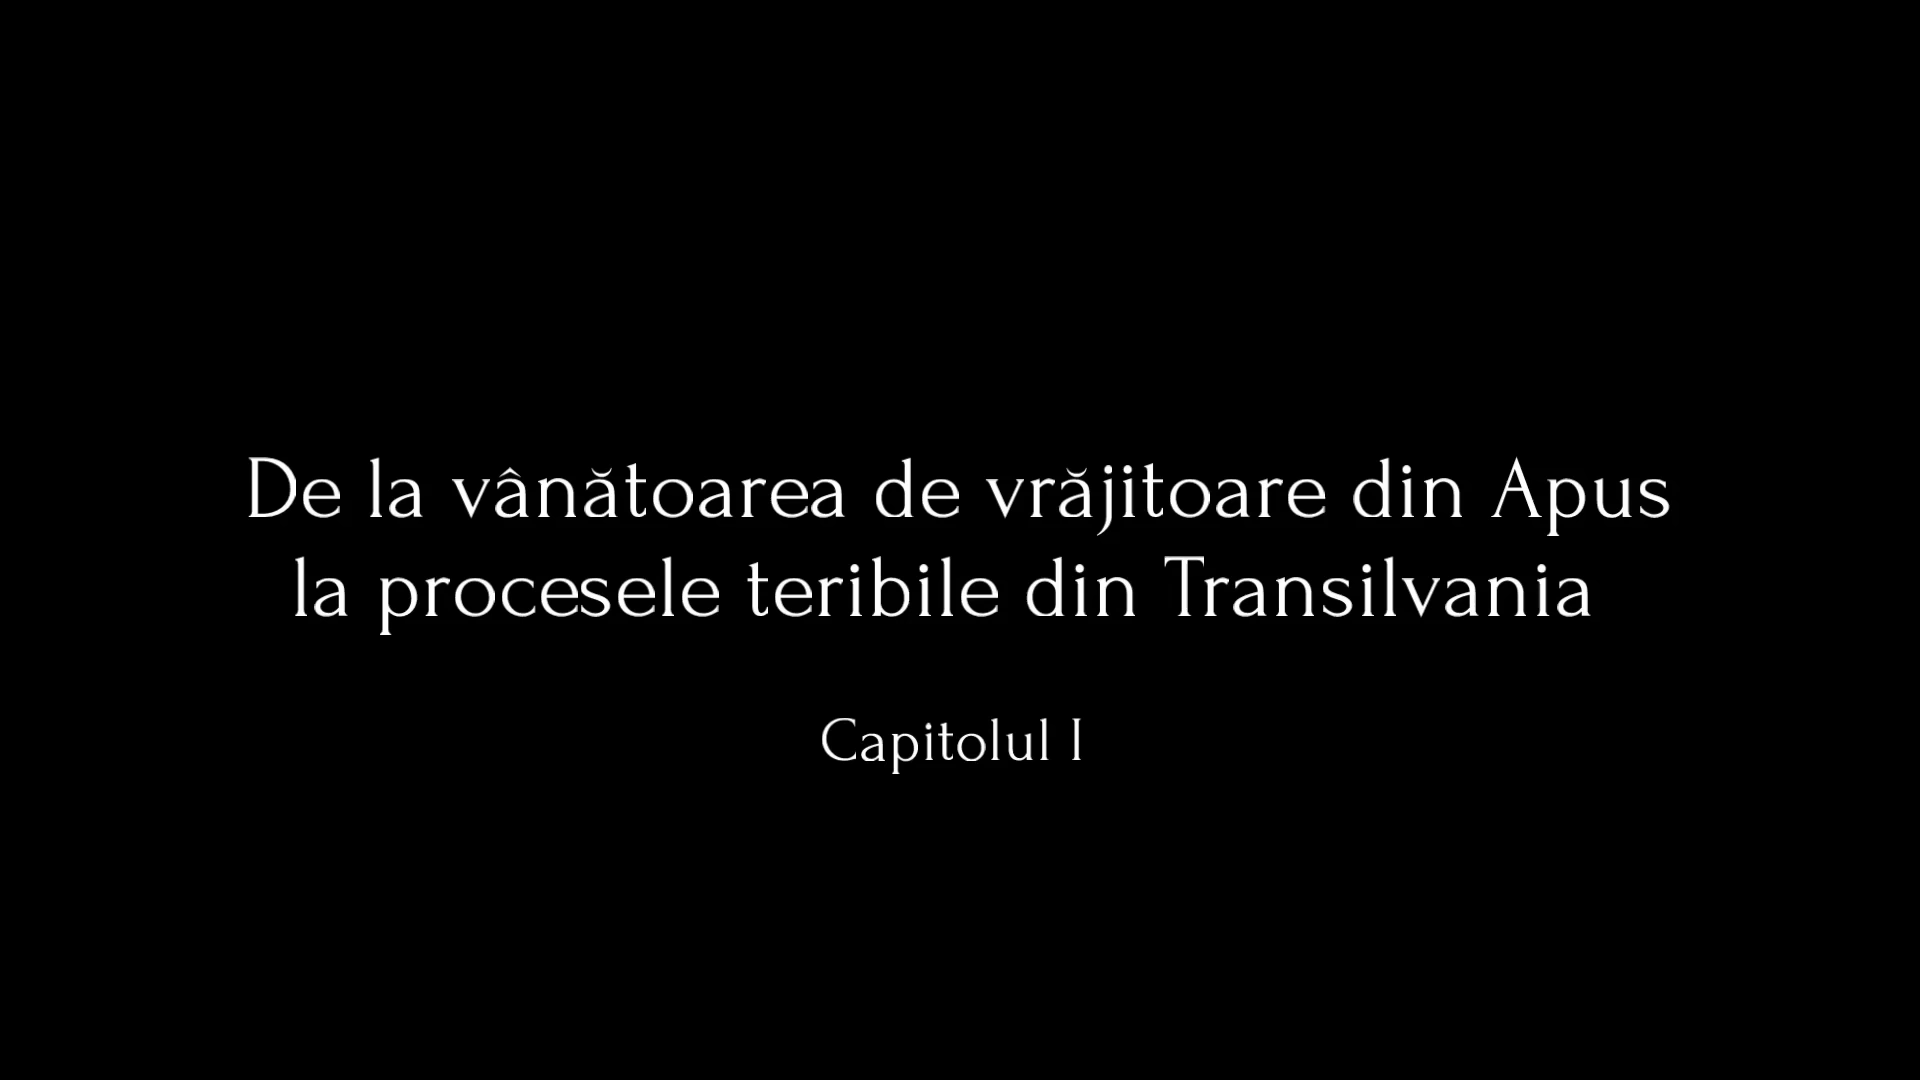 De la vânătoarea de vrăjitoare din Apus
la procesele teribile din Transilvania
Capitolul I